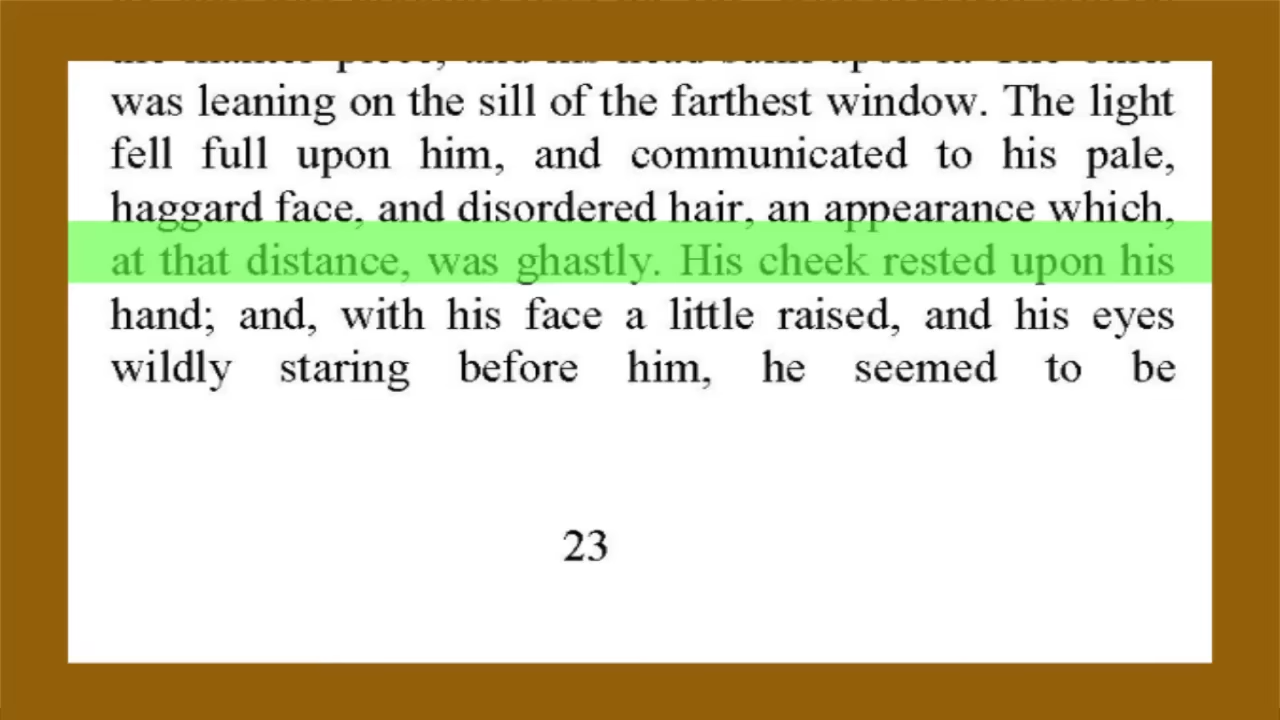 was leaning on the sill of the farthest window. The light
fell full upon him, and communicated to his pale,
haggard face, and disordered hair, an appearance which,
at that distance, was ghastly. His cheek rested upon his
hand; and, with his face a little raised, and his eyes
wildly staring before him, he seemed to be
23